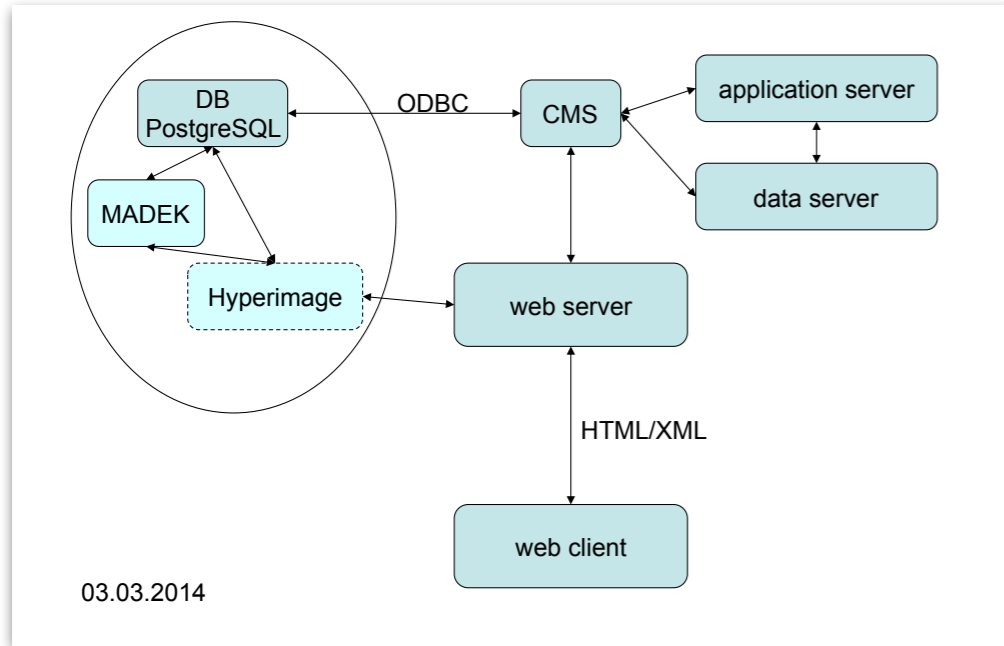 DB
PostgreSQL
ODBC
CMS
application server
data server
MADEK
Hyperimage
web server
HTML/XML
web client
03.03.2014